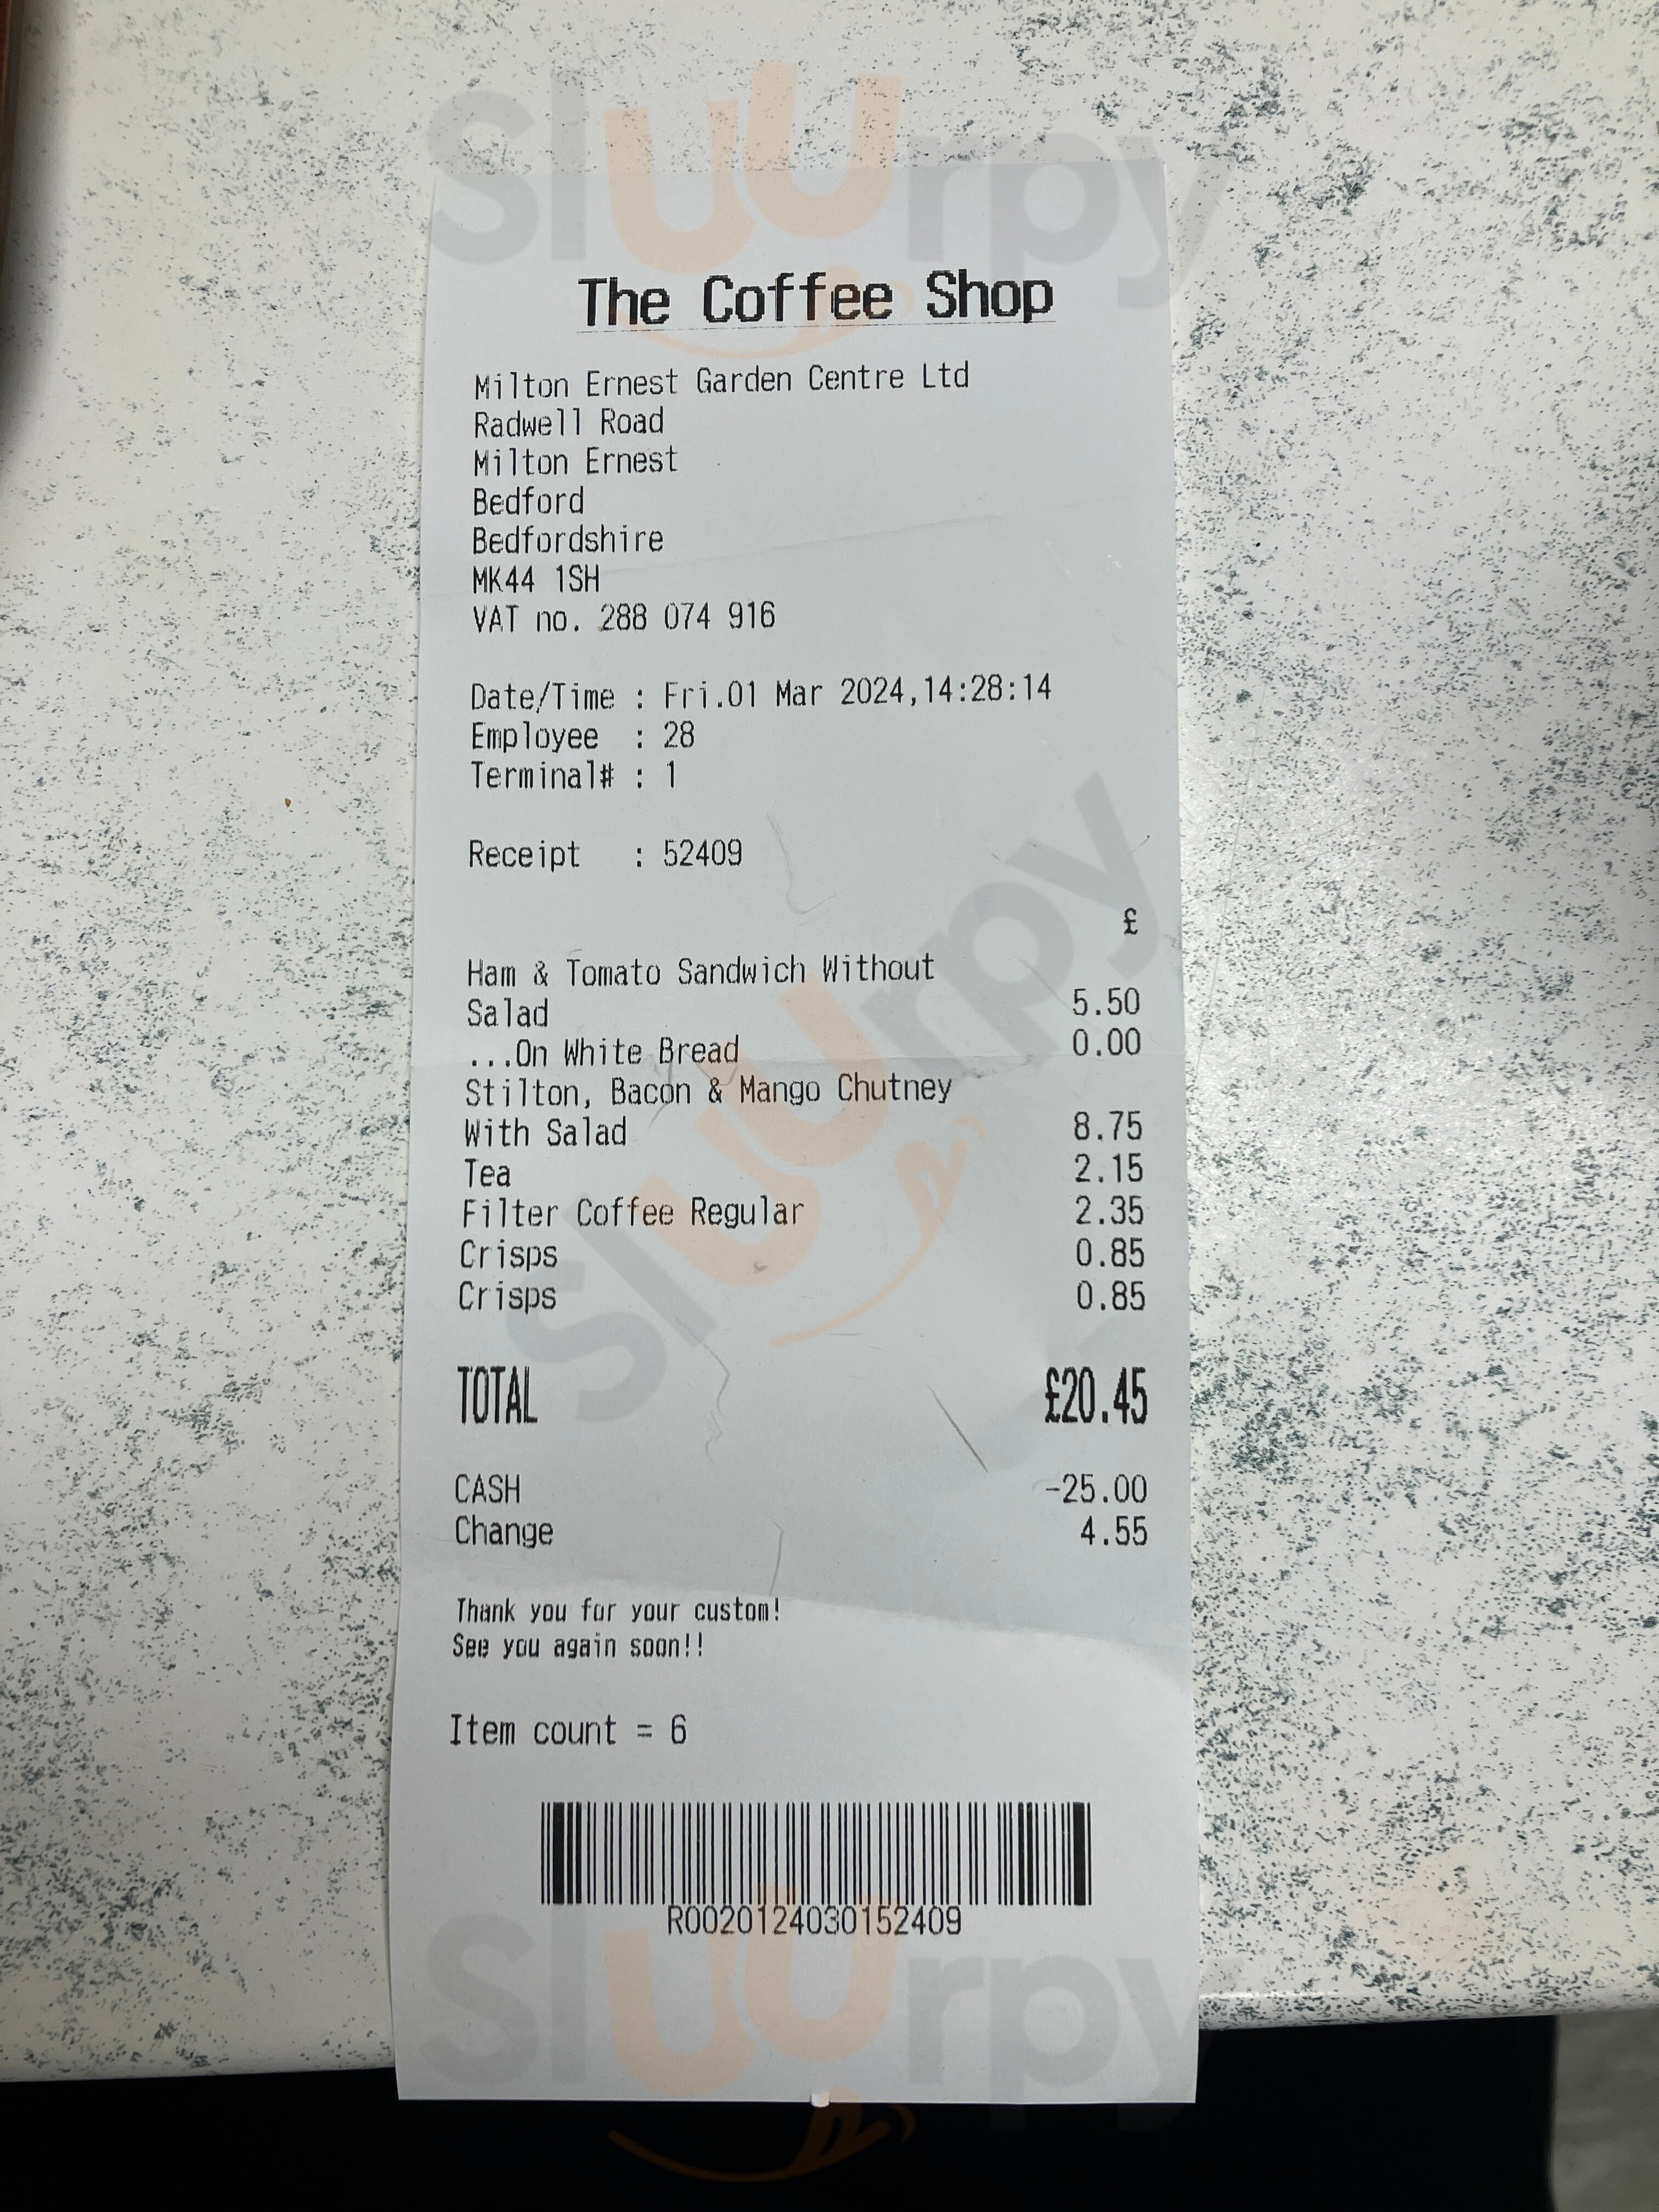 Sluurpy
The Coffee Shop
Milton Ernest Garden Centre Ltd
Radwell Road
Milton Ernest
Bedford
Bedfordshire
MK44 1SH
VAT no. 288 074 916
Date/Time : Fri.01 Mar 2024,14:28:14
Employee : 28
Terminal# : 1
Receipt : 52409
£
Ham & Tomato Sandwich Without
Salad 5.50
...On White Bread 0.00
Stilton, Bacon & Mango Chutney
With Salad 8.75
Tea 2.15
Filter Coffee Regular 2.35
Crisps 0.85
Crisps 0.85
Sluurpy
TOTAL £20.45
CASH -25.00
Change 4.55
Thank you for your custom!
See you again soon!!
Item count = 6
R0020124030152409
Sluurpy